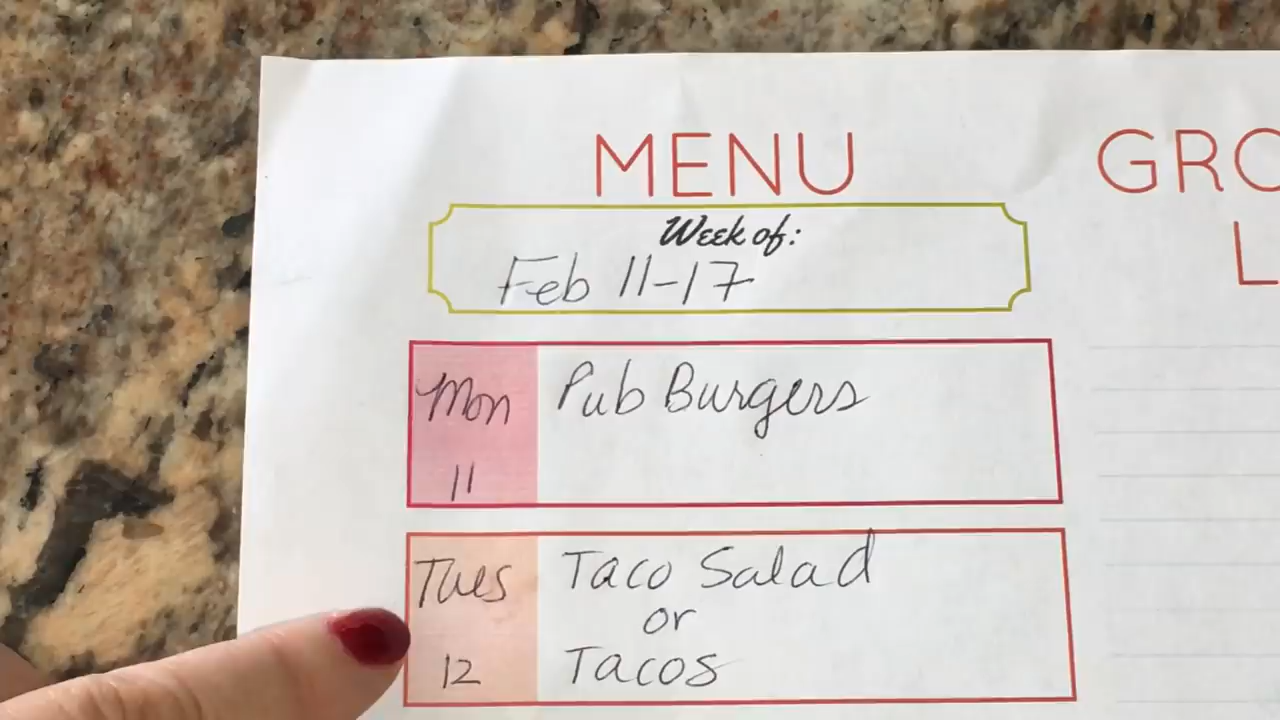 MENU
Week of:
Feb 11-17
Mon
11
Pub Burgers
Tues
12
Taco Salad
or
Tacos
GRO
L